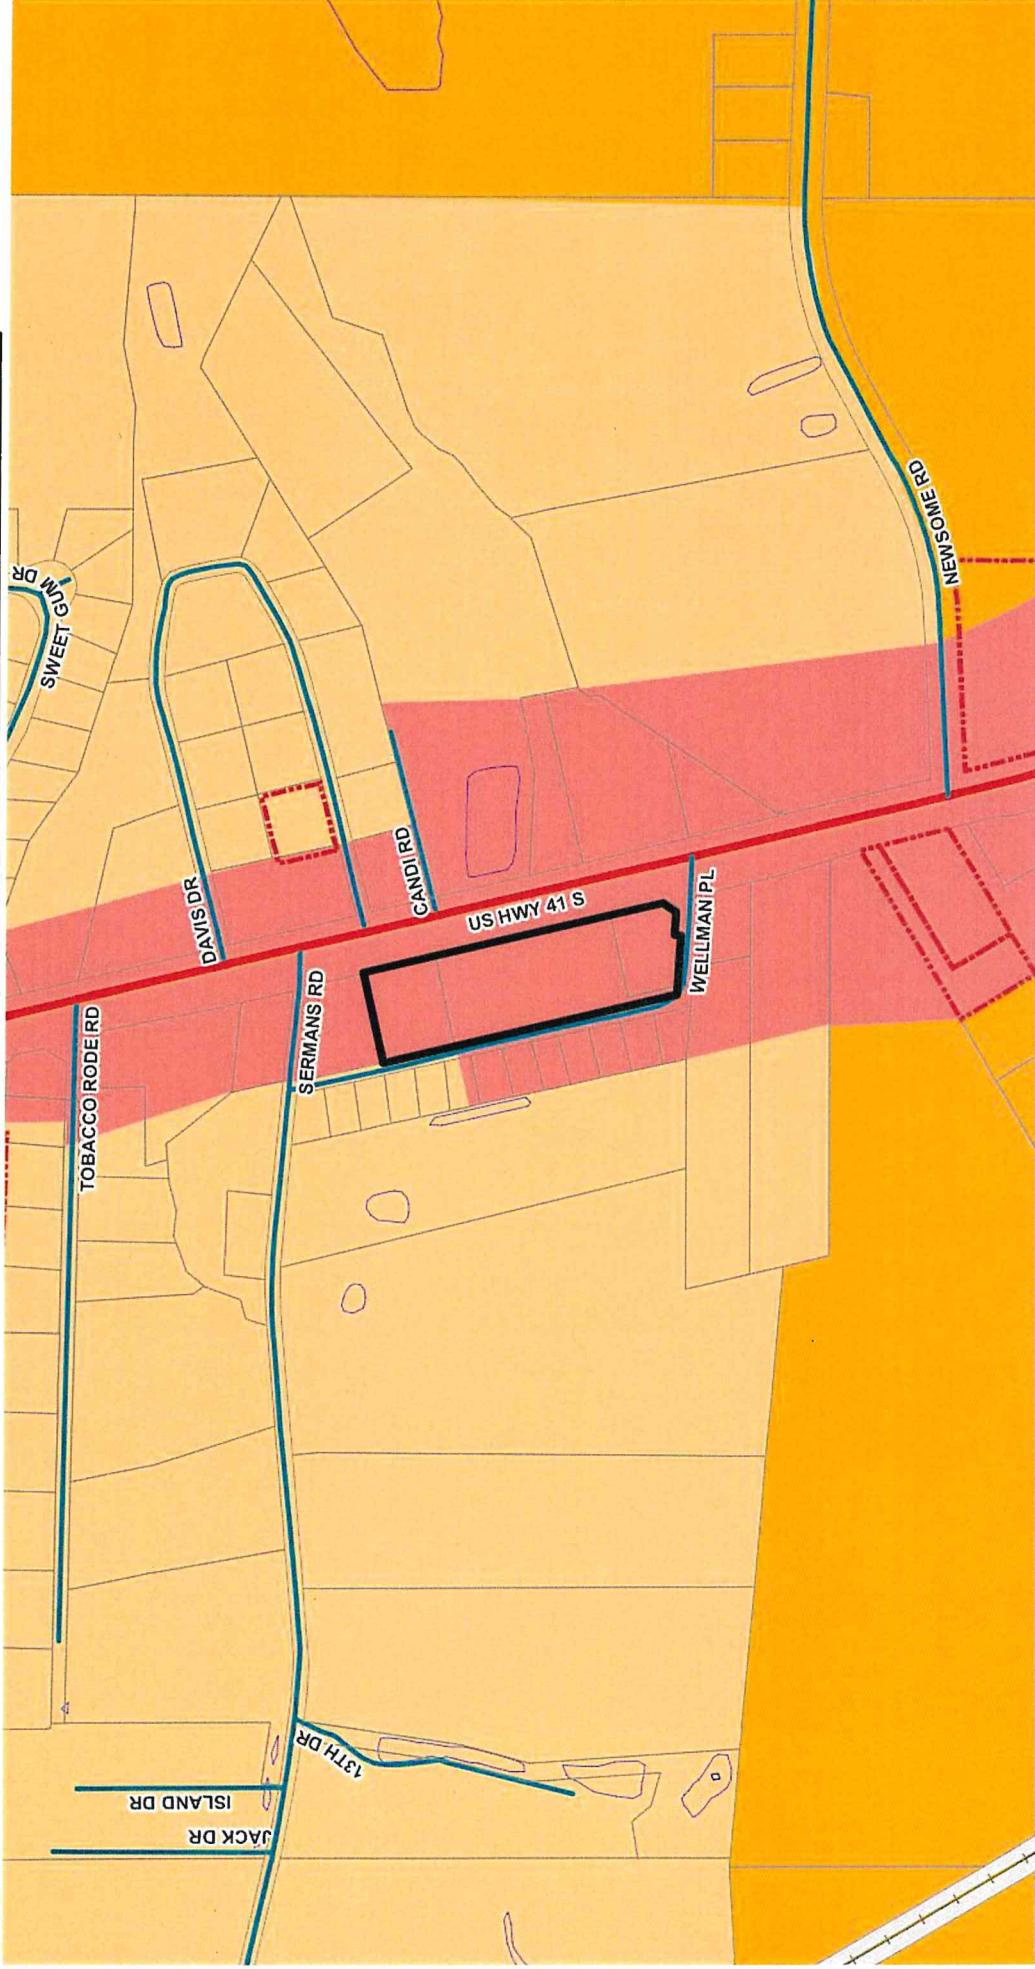 SWEET GUM DR
DR
DAVIS DR
CANDI RD
NEWSOME RD
US HWY 41 S
TOBACCO RODE RD
SERMANS RD
WELLMAN PL
13TH DR
ISLAND DR
JACK DR